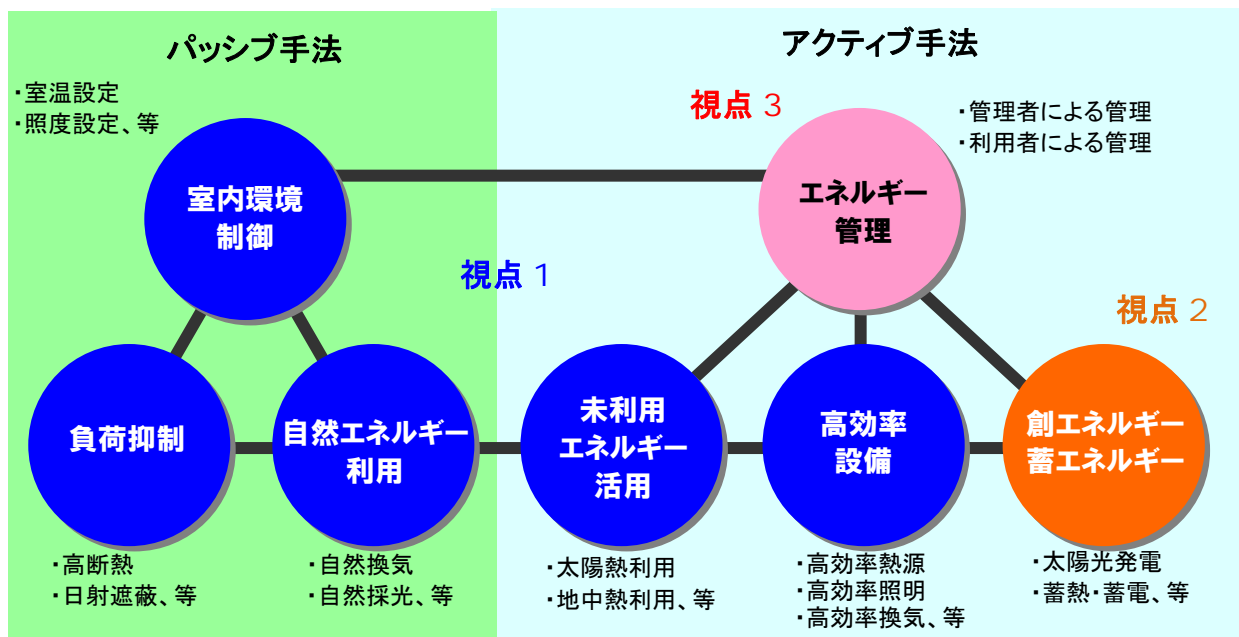 パッシブ手法
・室温設定
・照度設定、等
室内環境
制御
負荷抑制
自然エネルギー
利用
・高断熱
・日射遮蔽、等
・自然換気
・自然採光、等
視点 1
アクティブ手法
視点 3
・管理者による管理
・利用者による管理
エネルギー
管理
視点 2
未利用
エネルギー
活用
高効率
設備
創エネルギー
蓄エネルギー
・太陽熱利用
・地中熱利用、等
・高効率熱源
・高効率照明
・高効率換気、等
・太陽光発電
・蓄熱・蓄電、等